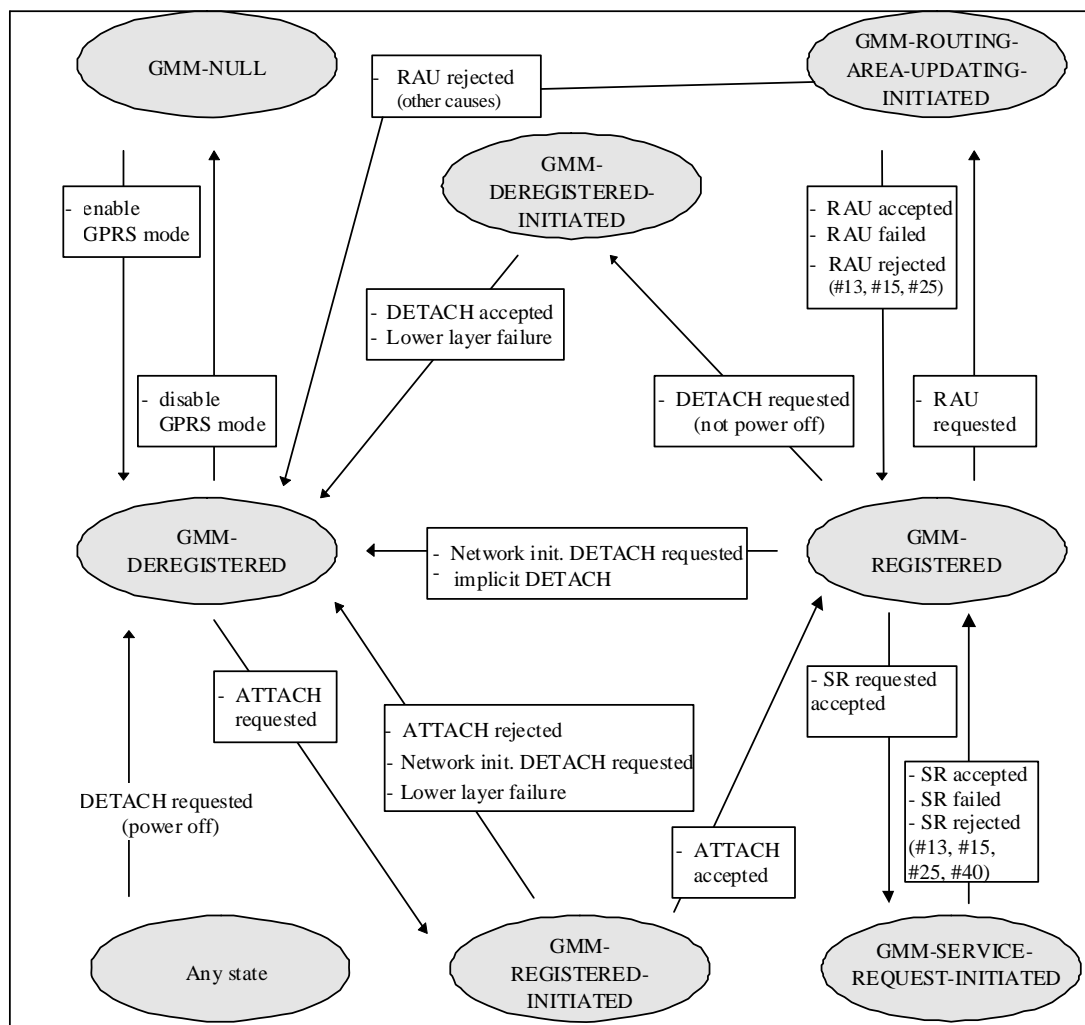 GMM-NULL
GMM-ROUTING-
AREA-UPDATING-
INITIATED
- RAU rejected
(other causes)
GMM-
DEREGISTERED-
INITIATED
- enable
GPRS mode
- RAU accepted
- RAU failed
- RAU rejected
(#13, #15, #25)
- DETACH accepted
- Lower layer failure
- disable
GPRS mode
- DETACH requested
(not power off)
- RAU
requested
GMM-
DEREGISTERED
- Network init. DETACH requested
- implicit DETACH
GMM-
REGISTERED
- ATTACH
requested
- ATTACH rejected
- Network init. DETACH requested
- Lower layer failure
- SR requested
accepted
DETACH requested
(power off)
- ATTACH
accepted
- SR accepted
- SR failed
- SR rejected
(#13, #15,
#25, #40)
Any state
GMM-
REGISTERED-
INITIATED
GMM-SERVICE-
REQUEST-INITIATED